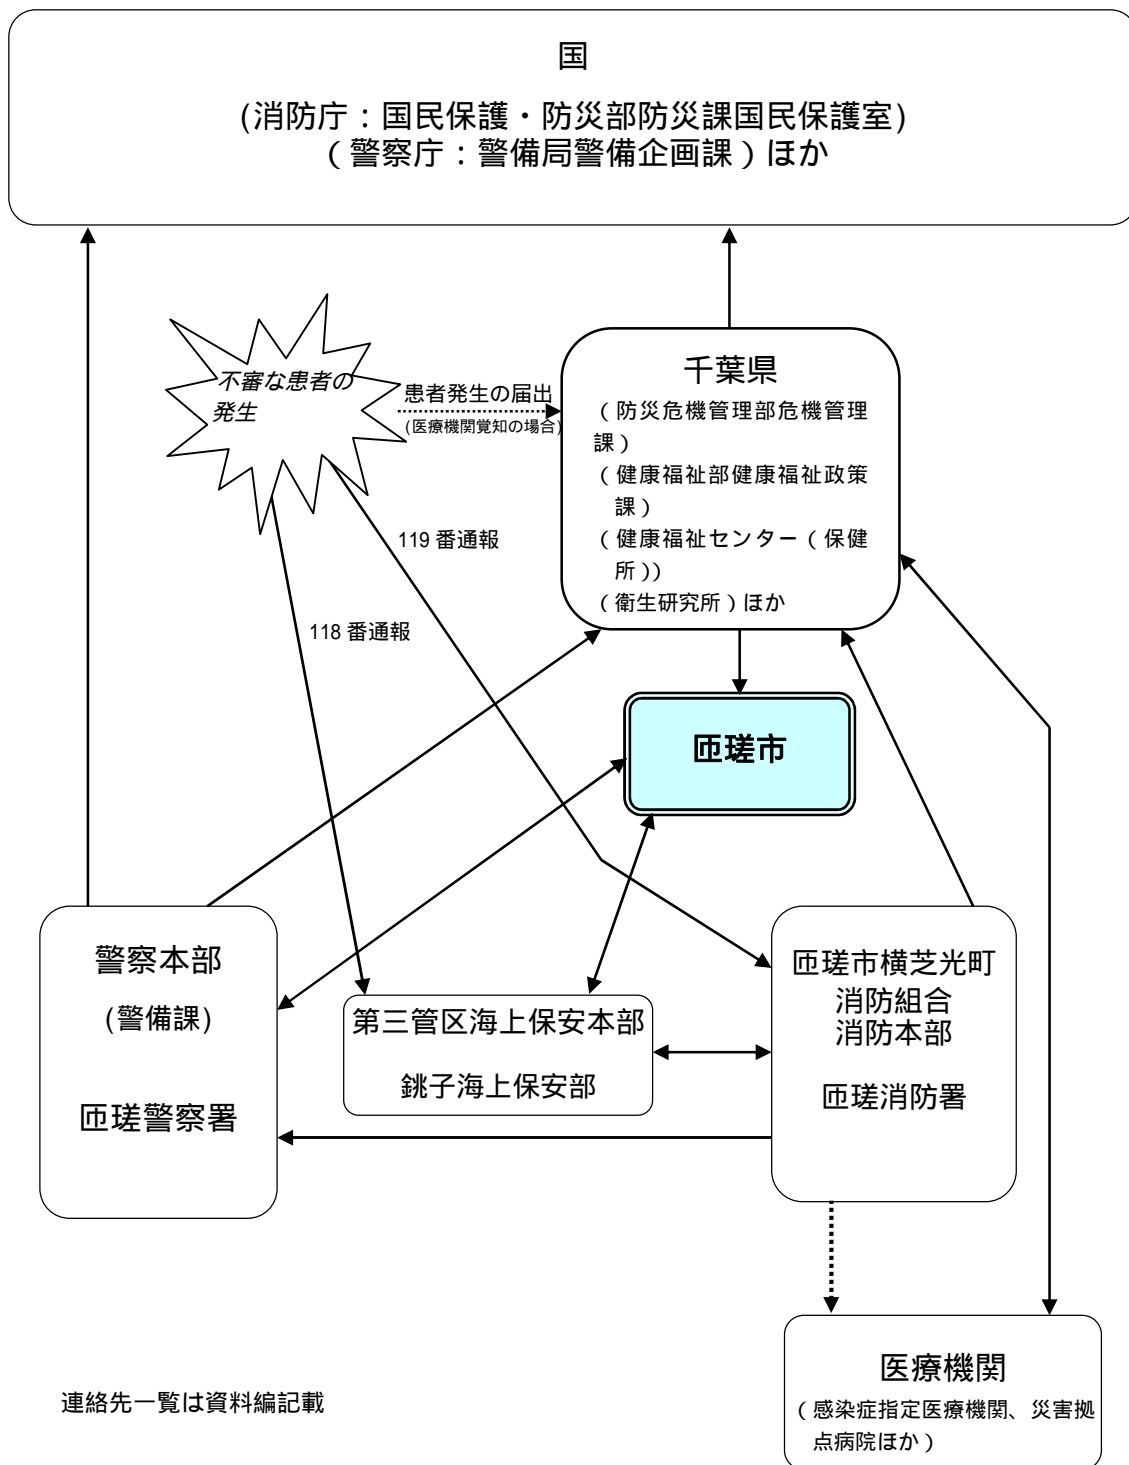 国
(消防庁：国民保護・防災部防災課国民保護室)
（警察庁：警備局警備企画課）ほか
不審な患者の
発生
患者発生の届出
(医療機関覚知の場合)
千葉県
（防災危機管理部危機管理
課）
（健康福祉部健康福祉政策
課）
（健康福祉センター（保健
所））
（衛生研究所）ほか
119 番通報
118 番通報
匝瑳市
警察本部
(警備課)
匝瑳警察署
第三管区海上保安本部
銚子海上保安部
匝瑳市横芝光町
消防組合
消防本部
匝瑳消防署
医療機関
（感染症指定医療機関、災害拠
点病院ほか）
連絡先一覧は資料編記載